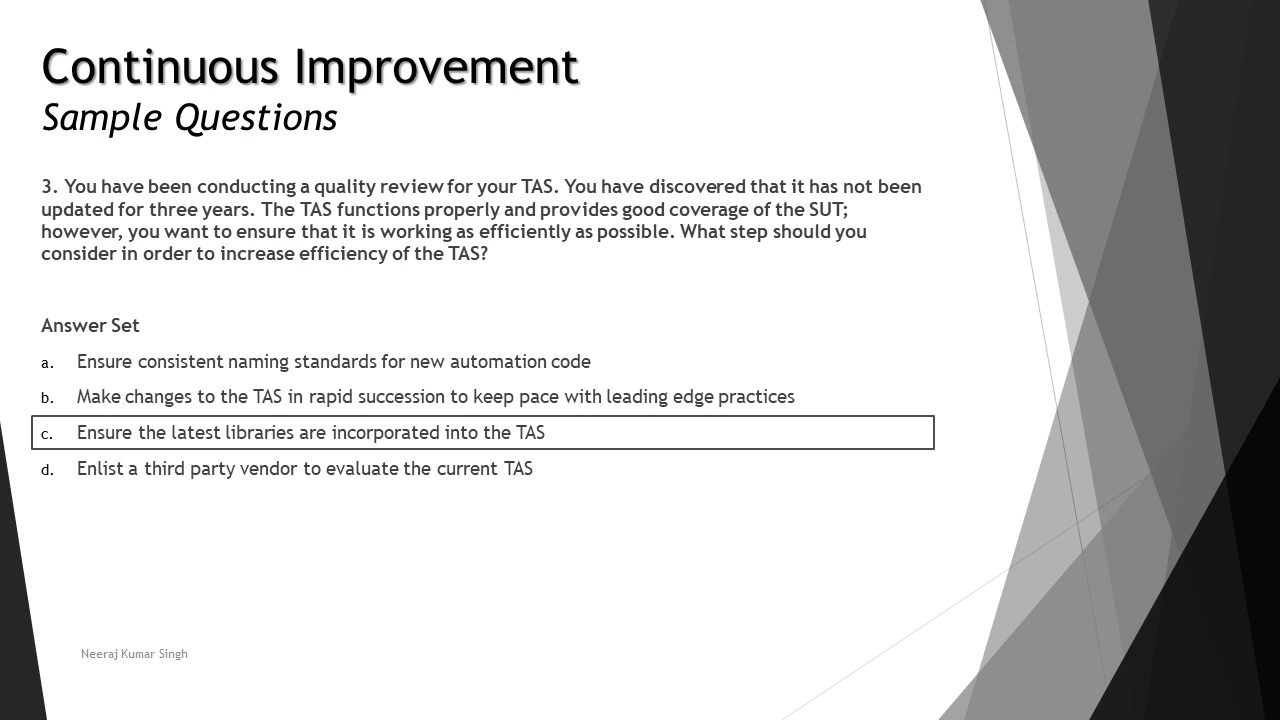 Continuous Improvement
Sample Questions
3. You have been conducting a quality review for your TAS. You have discovered that it has not been
updated for three years. The TAS functions properly and provides good coverage of the SUT;
however, you want to ensure that it is working as efficiently as possible. What step should you
consider in order to increase efficiency of the TAS?
Answer Set
a. Ensure consistent naming standards for new automation code
b. Make changes to the TAS in rapid succession to keep pace with leading edge practices
c. Ensure the latest libraries are incorporated into the TAS
d. Enlist a third party vendor to evaluate the current TAS
Neeraj Kumar Singh